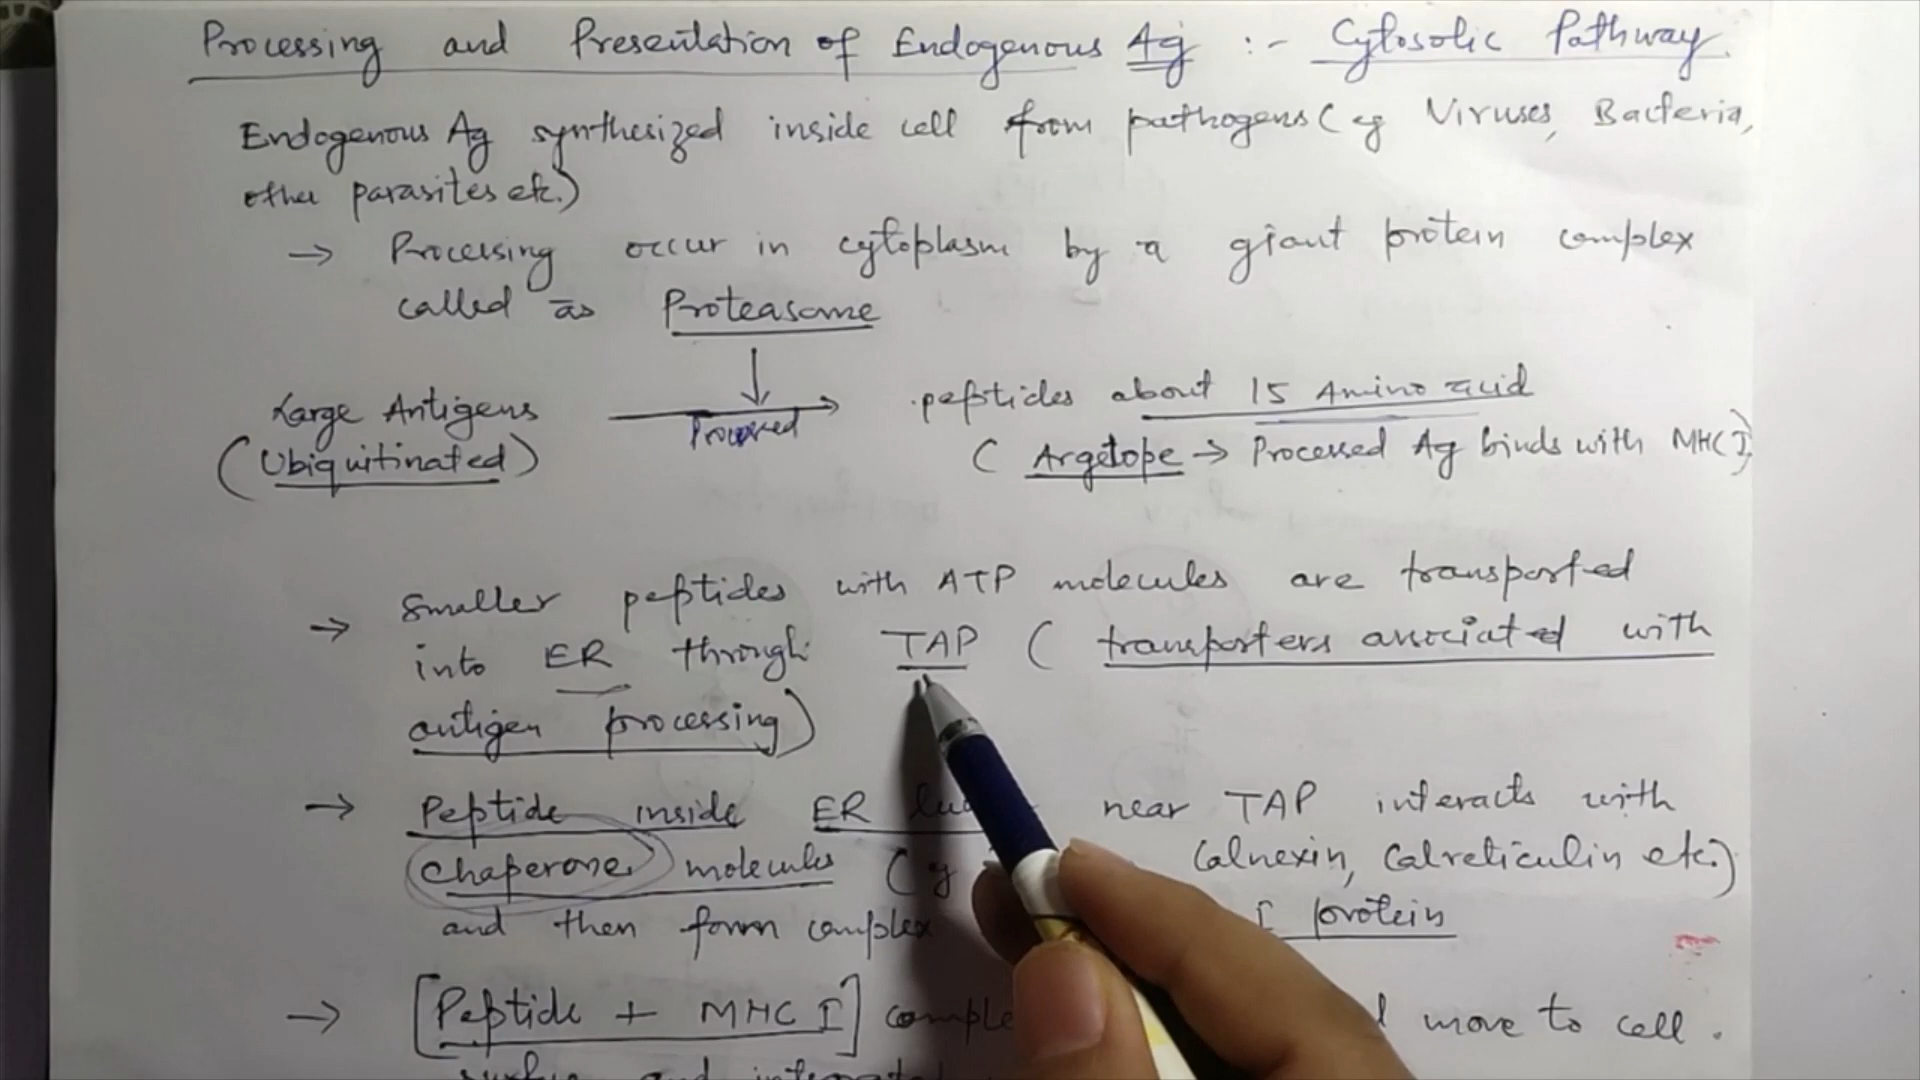 Processing and Presentation of Endogenous Ag :- Cytosolic Pathway.
Endogenous Ag synthesized inside cell from pathogens (eg Viruses, Bacteria,
other parasites etc.)
→ Processing occur in cytoplasm by a giant protein complex
called as Proteasome
Large Antigens → peptides about 15 Amino acid
Processed
(Ubiquitinated) (Argetope → Processed Ag binds with MHC I)
→ Smaller peptides with ATP molecules are transported
into ER through TAP (transporters associated with
antigen processing)
→ Peptide inside ER near TAP interacts with
chaperone molecules (eg Calnexin, Calreticulin etc.)
and then form complex I protein
→ [Peptide + MHC I] move to cell.
surface and